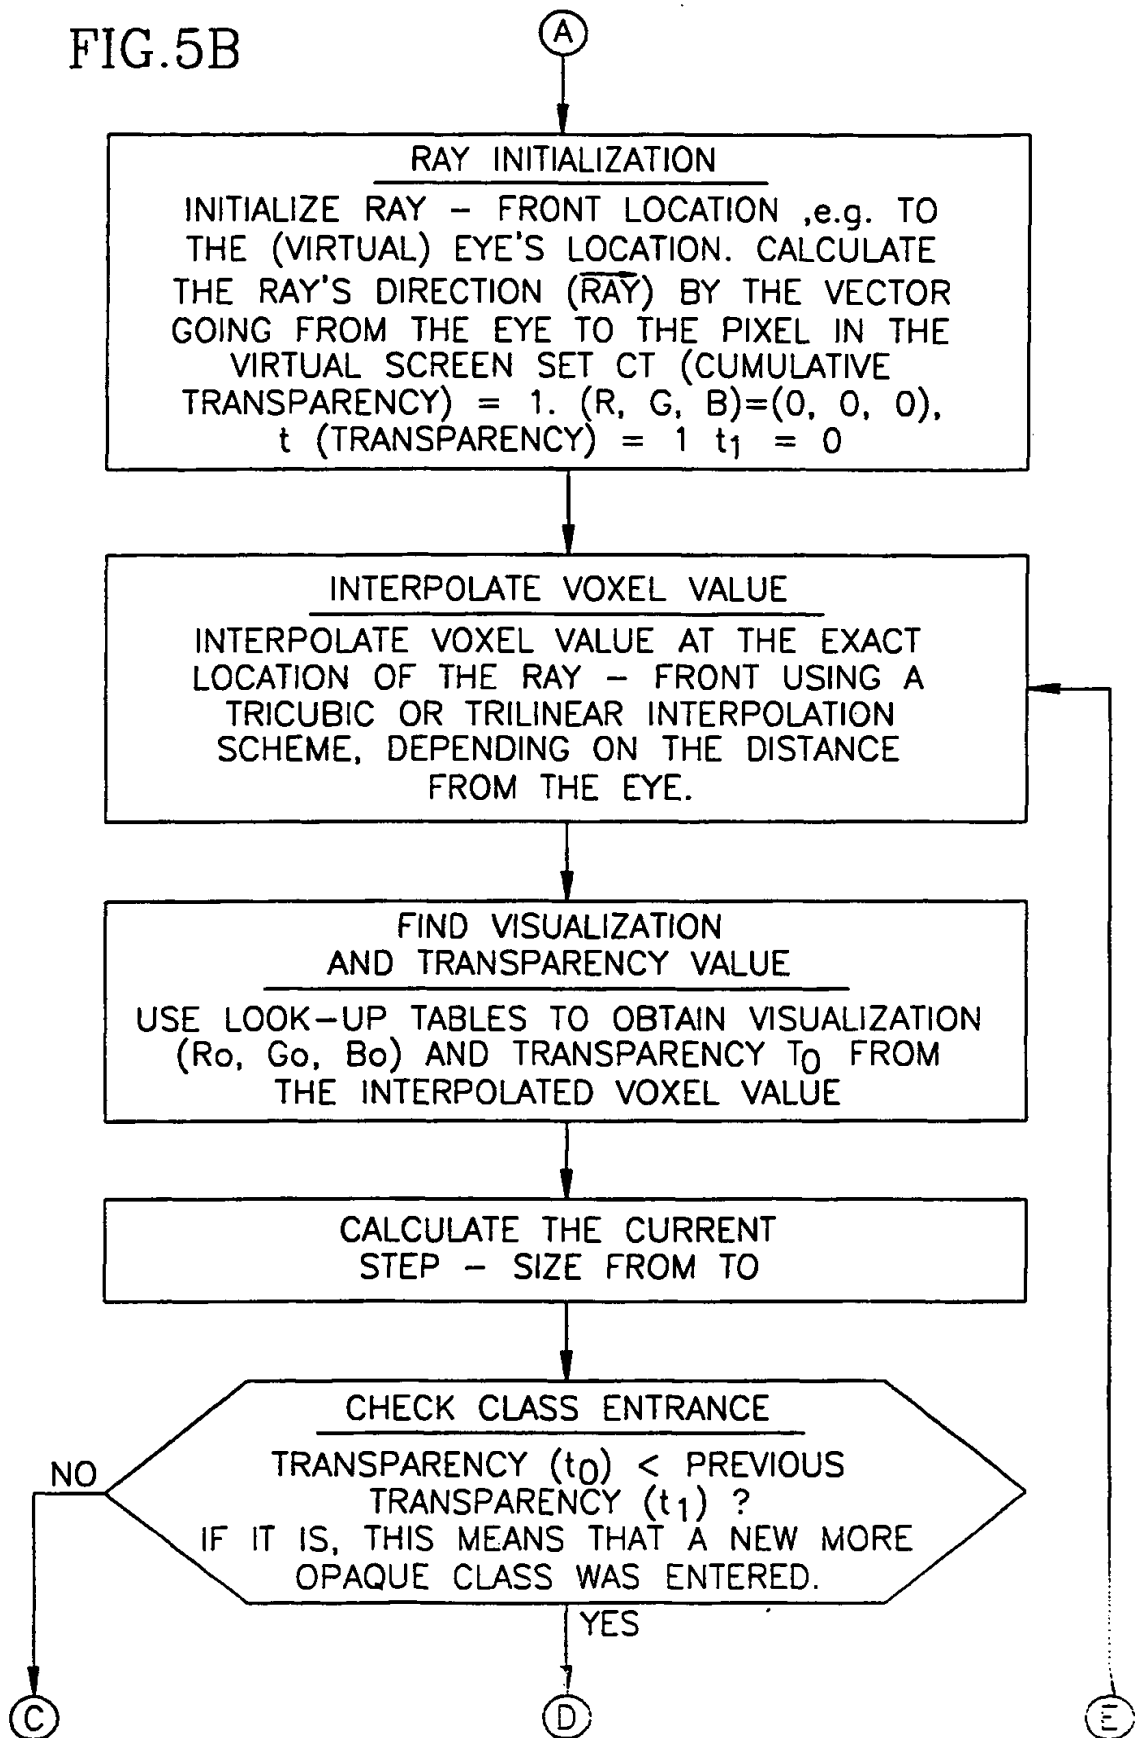 FIG.5B
A
RAY INITIALIZATION
INITIALIZE RAY – FRONT LOCATION ,e.g. TO
THE (VIRTUAL) EYE'S LOCATION. CALCULATE
THE RAY'S DIRECTION (RAY) BY THE VECTOR
GOING FROM THE EYE TO THE PIXEL IN THE
VIRTUAL SCREEN SET CT (CUMULATIVE
TRANSPARENCY) = 1. (R, G, B)=(0, 0, 0),
t (TRANSPARENCY) = 1 t1 = 0
INTERPOLATE VOXEL VALUE
INTERPOLATE VOXEL VALUE AT THE EXACT
LOCATION OF THE RAY – FRONT USING A
TRICUBIC OR TRILINEAR INTERPOLATION
SCHEME, DEPENDING ON THE DISTANCE
FROM THE EYE.
FIND VISUALIZATION
AND TRANSPARENCY VALUE
USE LOOK–UP TABLES TO OBTAIN VISUALIZATION
(Ro, Go, Bo) AND TRANSPARENCY T0 FROM
THE INTERPOLATED VOXEL VALUE
CALCULATE THE CURRENT
STEP – SIZE FROM TO
CHECK CLASS ENTRANCE
TRANSPARENCY (t0) < PREVIOUS
TRANSPARENCY (t1) ?
IF IT IS, THIS MEANS THAT A NEW MORE
OPAQUE CLASS WAS ENTERED.
NO
YES
C
D
E